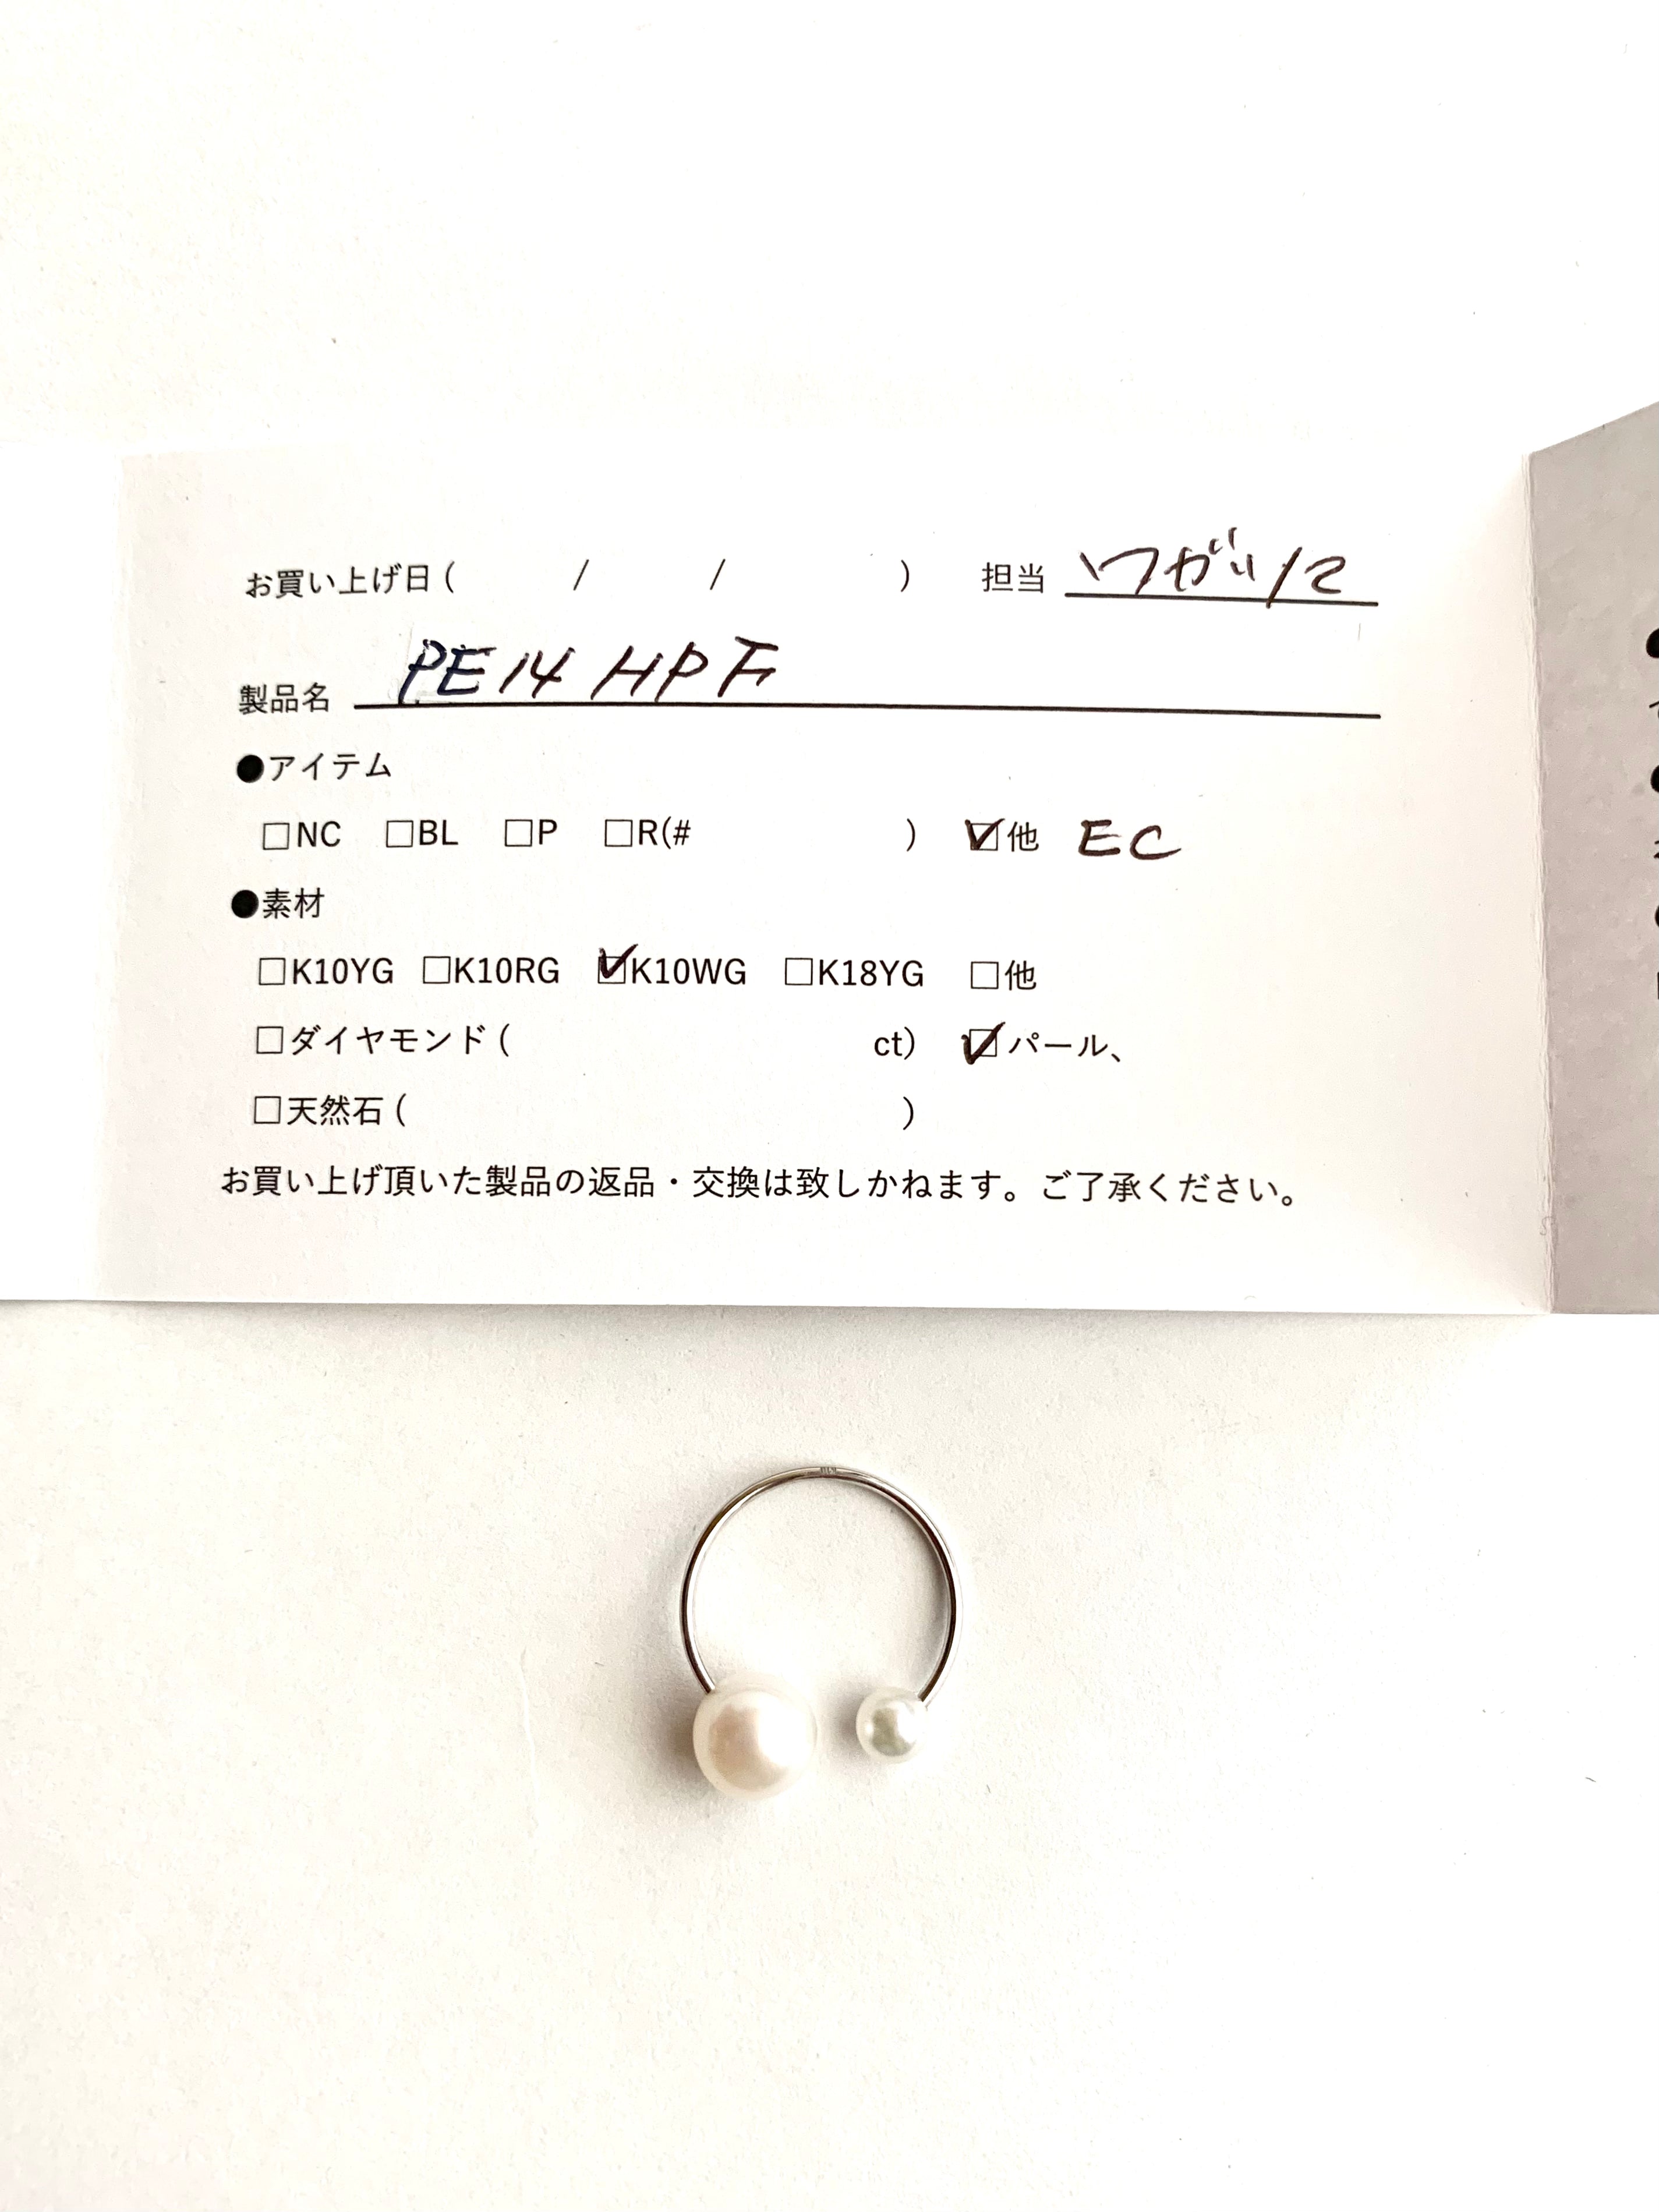 お買い上げ日 ( / / ) 担当
製品名 PE14 HPF
●アイテム
□NC □BL □P □R(# ) ☑他 EC
●素材
□K10YG □K10RG ☑K10WG □K18YG □他
□ダイヤモンド ( ct) ☑パール、
□天然石 ( )
お買い上げ頂いた製品の返品・交換は致しかねます。ご了承ください。